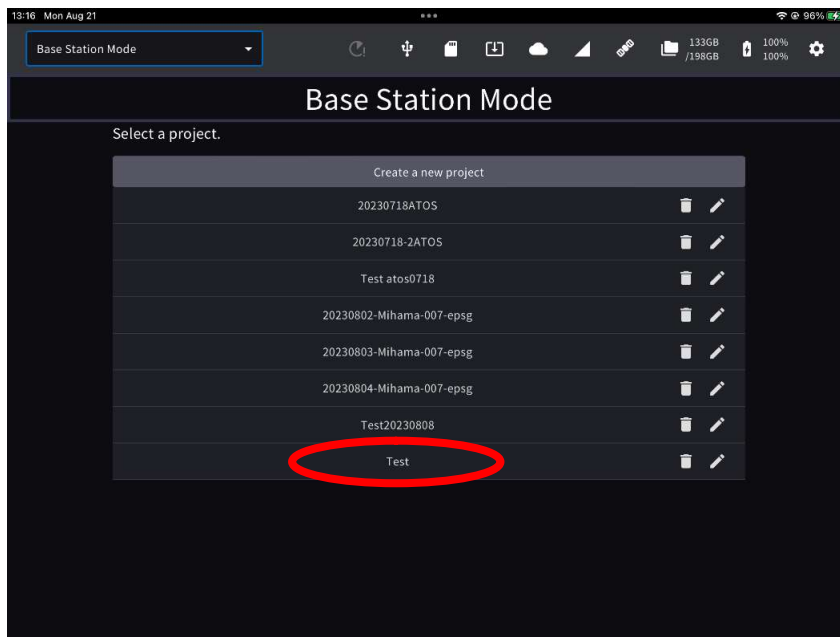 13:16 Mon Aug 21
96%
Base Station Mode
133GB
/198GB
100%
100%
Base Station Mode
Select a project.
Create a new project
20230718ATOS
20230718-2ATOS
Test atos0718
20230802-Mihama-007-epsg
20230803-Mihama-007-epsg
20230804-Mihama-007-epsg
Test20230808
Test